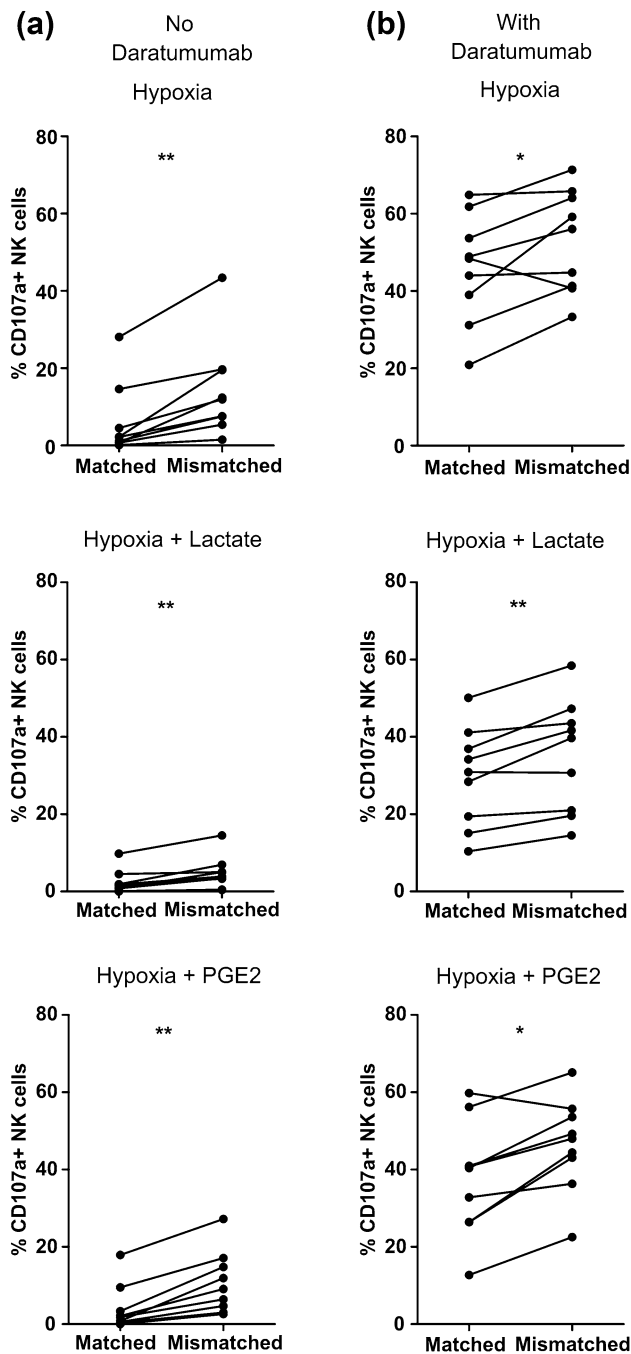 (a)
No
Daratumumab
Hypoxia
% CD107a+ NK cells
80
60
40
20
0
**
Matched Mismatched
(b)
With
Daratumumab
Hypoxia
% CD107a+ NK cells
80
60
40
20
0
*
Matched Mismatched
Hypoxia + Lactate
% CD107a+ NK cells
80
60
40
20
0
**
Matched Mismatched
Hypoxia + Lactate
% CD107a+ NK cells
80
60
40
20
0
**
Matched Mismatched
Hypoxia + PGE2
% CD107a+ NK cells
80
60
40
20
0
**
Matched Mismatched
Hypoxia + PGE2
% CD107a+ NK cells
80
60
40
20
0
*
Matched Mismatched